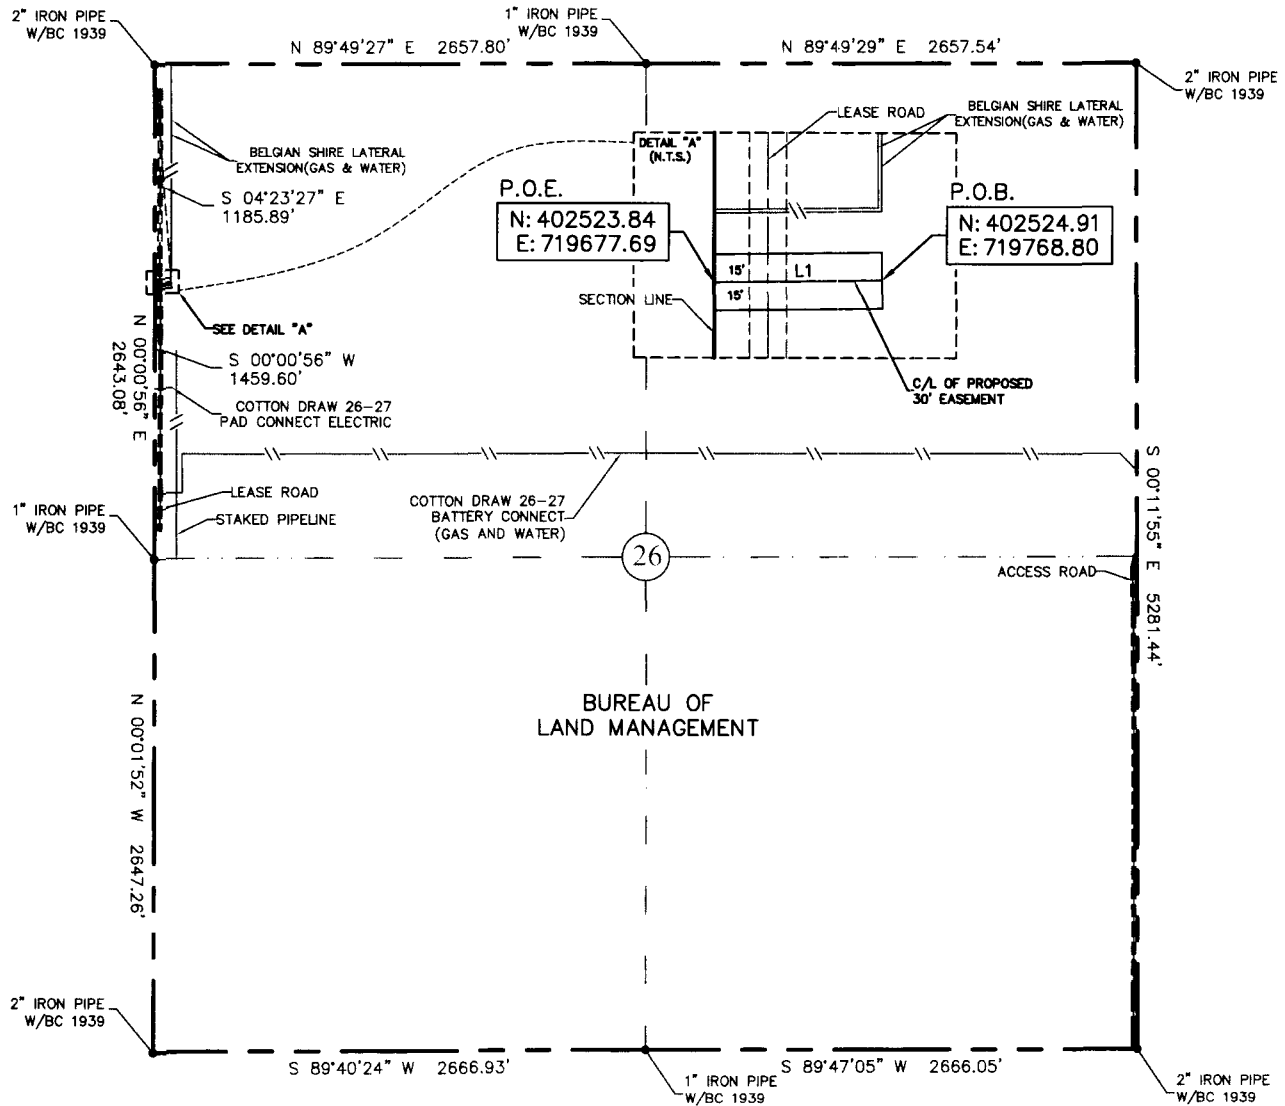 2" IRON PIPE
W/BC 1939
N 89°49'27" E 2657.80'
1" IRON PIPE
W/BC 1939
N 89°49'29" E 2657.54'
2" IRON PIPE
W/BC 1939
BELGIAN SHIRE LATERAL
EXTENSION(GAS & WATER)
S 04°23'27" E
1185.89'
SEE DETAIL "A"
S 00°00'56" W
1459.60'
N 00°00'56" E
2643.08'
COTTON DRAW 26-27
PAD CONNECT ELECTRIC
DETAIL "A"
(N.T.S.)
LEASE ROAD
BELGIAN SHIRE LATERAL
EXTENSION(GAS & WATER)
P.O.E.
N: 402523.84
E: 719677.69
P.O.B.
N: 402524.91
E: 719768.80
15'
L1
15'
SECTION LINE
C/L OF PROPOSED
30' EASEMENT
LEASE ROAD
STAKED PIPELINE
COTTON DRAW 26-27
BATTERY CONNECT
(GAS AND WATER)
1" IRON PIPE
W/BC 1939
26
ACCESS ROAD
S 00°11'55" E 5281.44'
BUREAU OF
LAND MANAGEMENT
N 00°01'52" W 2647.26'
2" IRON PIPE
W/BC 1939
S 89°40'24" W 2666.93'
1" IRON PIPE
W/BC 1939
S 89°47'05" W 2666.05'
2" IRON PIPE
W/BC 1939